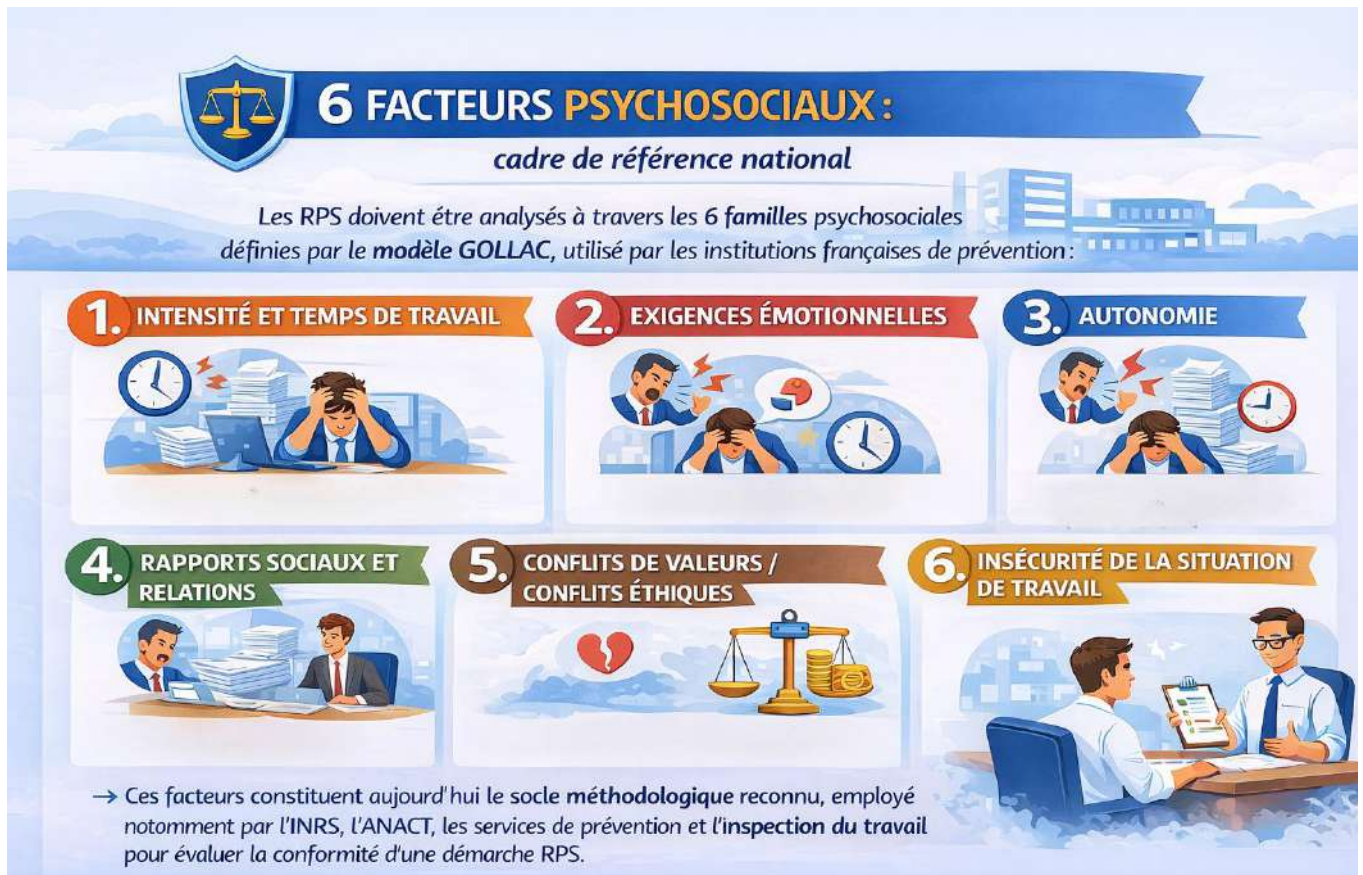 6 FACTEURS PSYCHOSOCIAUX :
cadre de référence national
Les RPS doivent étre analysés à travers les 6 familles psychosociales
définies par le modèle GOLLAC, utilisé par les institutions françaises de prévention :
1. INTENSITÉ ET TEMPS DE TRAVAIL
2. EXIGENCES ÉMOTIONNELLES
3. AUTONOMIE
4. RAPPORTS SOCIAUX ET
RELATIONS
5. CONFLITS DE VALEURS /
CONFLITS ÉTHIQUES
6. INSÉCURITÉ DE LA SITUATION
DE TRAVAIL
→ Ces facteurs constituent aujourd'hui le socle méthodologique reconnu, employé
notomment par l'INRS, l'ANACT, les services de prévention et l'inspection du travail
pour évaluer la conformité d'une démarche RPS.